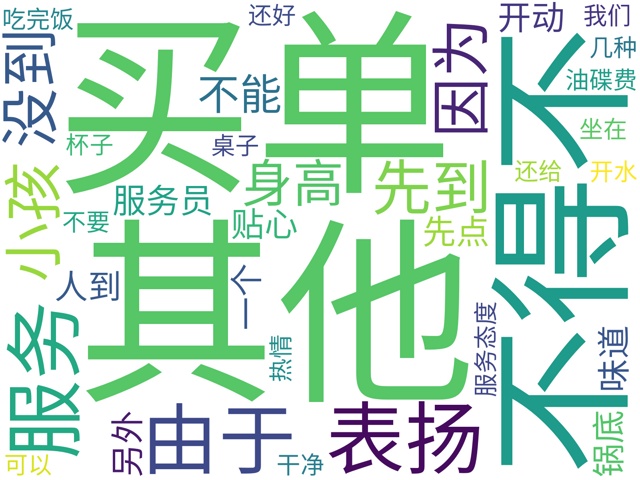 吃完饭
还好
开动
我们
没到
买单
不能
因为
不得不
几种
油碟费
杯子
桌子
坐在
小孩
身高
先到
还给
开水
服务员
不要
贴心
先点
其他
人到
一个
服务
热情
服务态度
味道
由于
表扬
另外
锅底
可以
干净